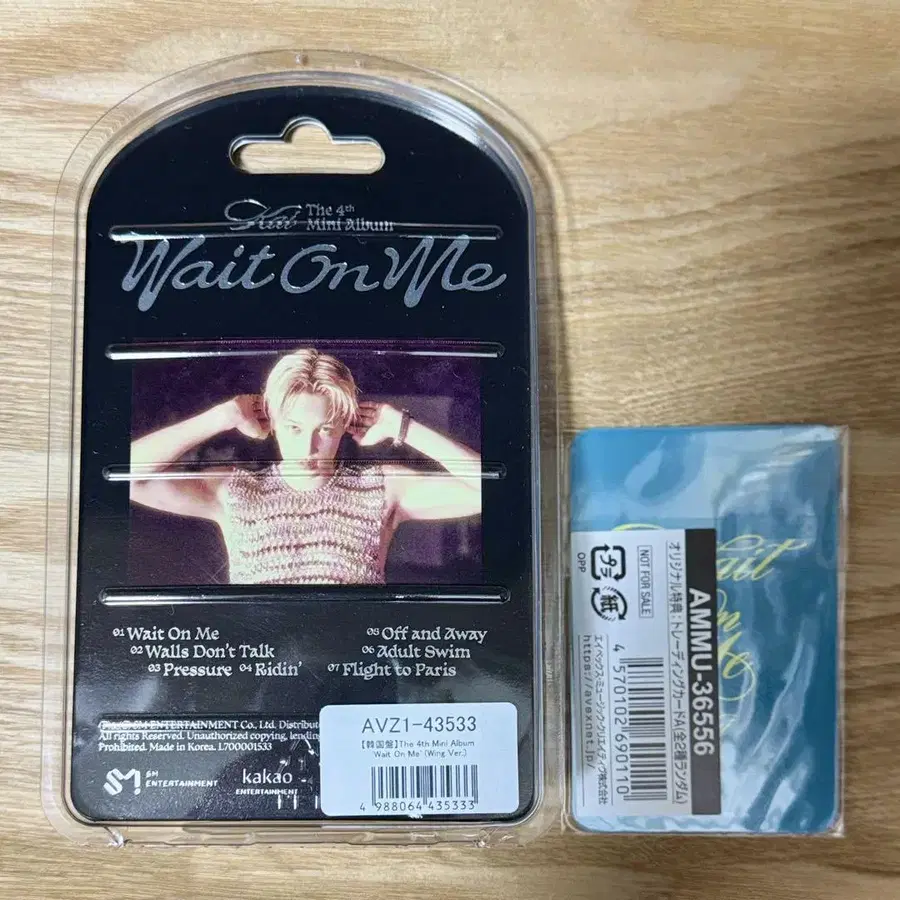 Kai The 4th
Mini Album
Wait On Me
01 Wait On Me
02 Walls Don't Talk
03 Pressure 04 Ridin'
05 Off and Away
06 Adult Swim
07 Flight to Paris
SM ENTERTAINMENT Co., Ltd. Distribut
All rights Reserved. Unauthorized copying, lending
Prohibited. Made in Korea. L700001533
SM
ENTERTAINMENT
kakao
ENTERTAINMENT
AVZ1-43533
【韓国盤】The 4th Mini Album
'Wait On Me' (Wing Ver.)
4 988064 435333
Wait
On
Me
AMMU-36556
オリジナル特典:トレーディングカードA(全2種ランダム)
NOT FOR SALE
プラ
紙
OPP
4 570102 690110
エイベックス・ミュージック・クリエイティヴ株式会社
https://avexnet.jp/